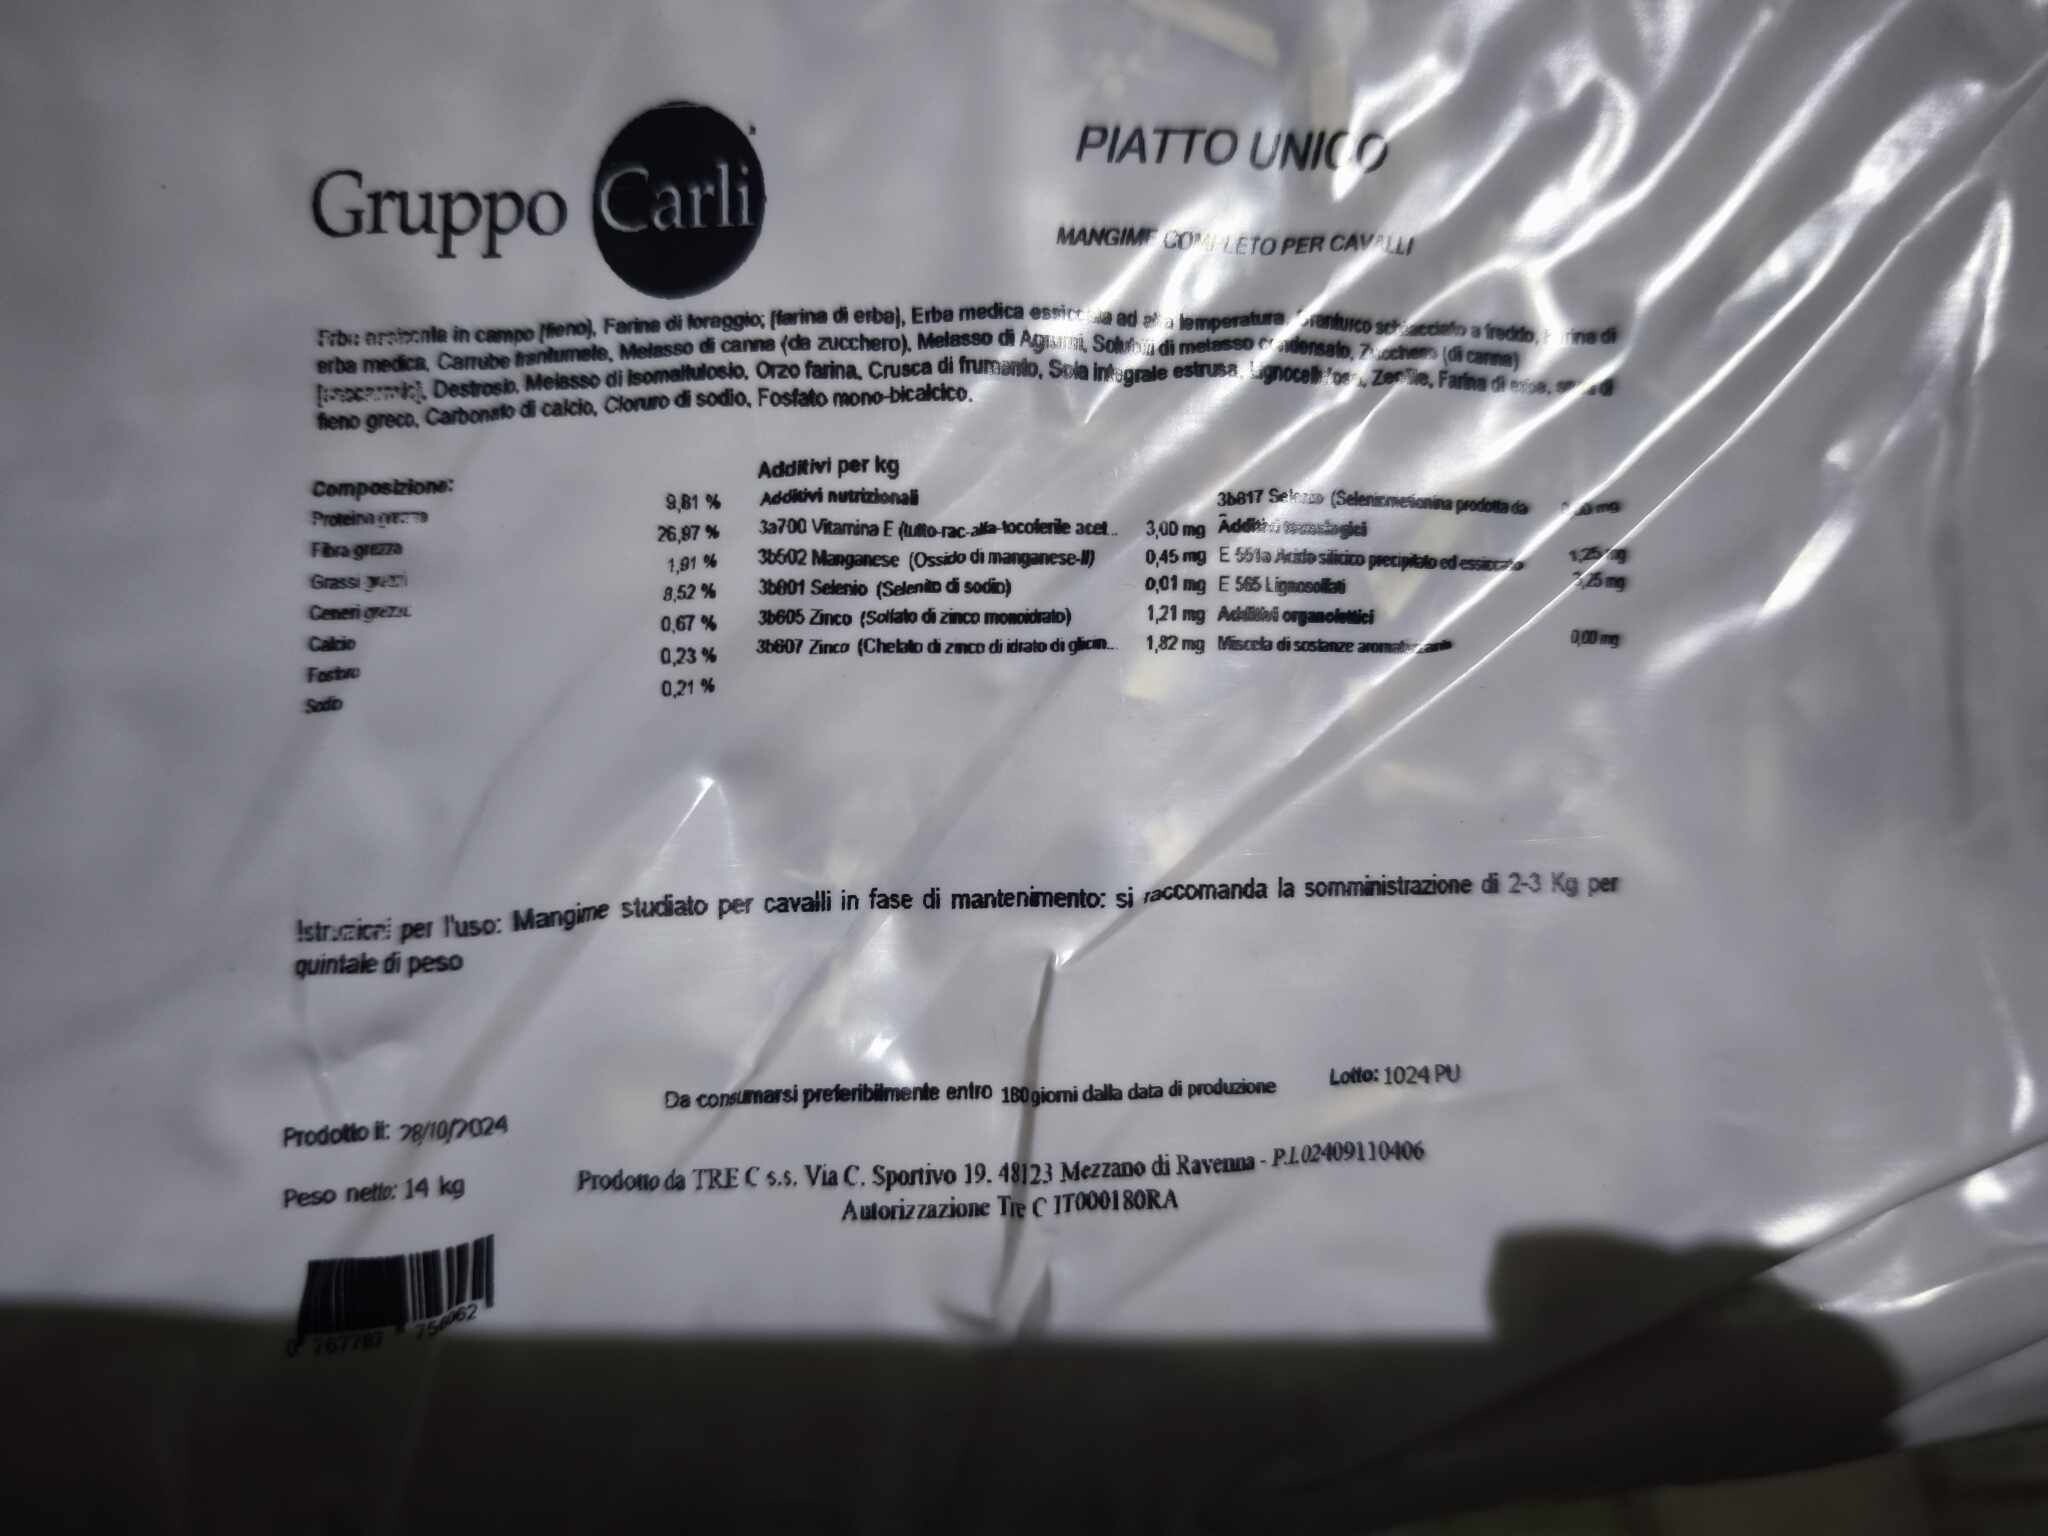 Gruppo Carli
PIATTO UNICO
MANGIME COMPLETO PER CAVALLI
in campo (fieno), Farina di foraggio; (farina di erba), Erba medica ad temperatura, schiacciato a freddo,
erba medica, Carrube frantumate, Melasso di canna (da zucchero), Melasso di Agrumi, Solubili di melasso condensato, Zucchero (di canna)
Destrosio, Melasso di Isomaltulosio, Orzo farina, Crusca di frumento, Soia integrale estrusa, Farina di
fieno greco, Carbonato di calcio, Cloruro di sodio, Fosfato mono-bicalcico.
Composizione:
Proteina grezza 9,81 %
Fibra grezza 26,97 %
Grassi grezzi 1,91 %
Ceneri grezze 8,52 %
Calcio 0,67 %
Fosforo 0,23 %
Sodio 0,21 %
Additivi per kg
Additivi nutrizionali
3a700 Vitamina E (tutto-rac-alfa-tocoferile acet... 3,00 mg
3b502 Manganese (Ossido di manganese-II) 0,45 mg
3b801 Selenio (Selenito di sodio) 0,01 mg
3b605 Zinco (Solfato di zinco monoidrato) 1,21 mg
3b607 Zinco (Chelato di zinco di idrato di glicin... 1,82 mg
Selenio (Seleniometionina prodotta da mg
Additivi tecnologici
E 551a Acido silicico precipitato ed essiccato
E 565 Lignosolfati mg
Additivi organolettici
Miscela di sostanze aromatizzanti 0,00 mg
Istruzioni per l'uso: Mangime studiato per cavalli in fase di mantenimento: si raccomanda la somministrazione di 2-3 Kg per
quintale di peso
Da consumarsi preferibilmente entro 180 giorni dalla data di produzione
Lotto: 1024 PU
Prodotto il: 28/10/2024
Peso netto: 14 kg
Prodotto da TRE C s.s. Via C. Sportivo 19. 48123 Mezzano di Ravenna - P.I.02409110406
Autorizzazione Tre C IT000180RA
756062